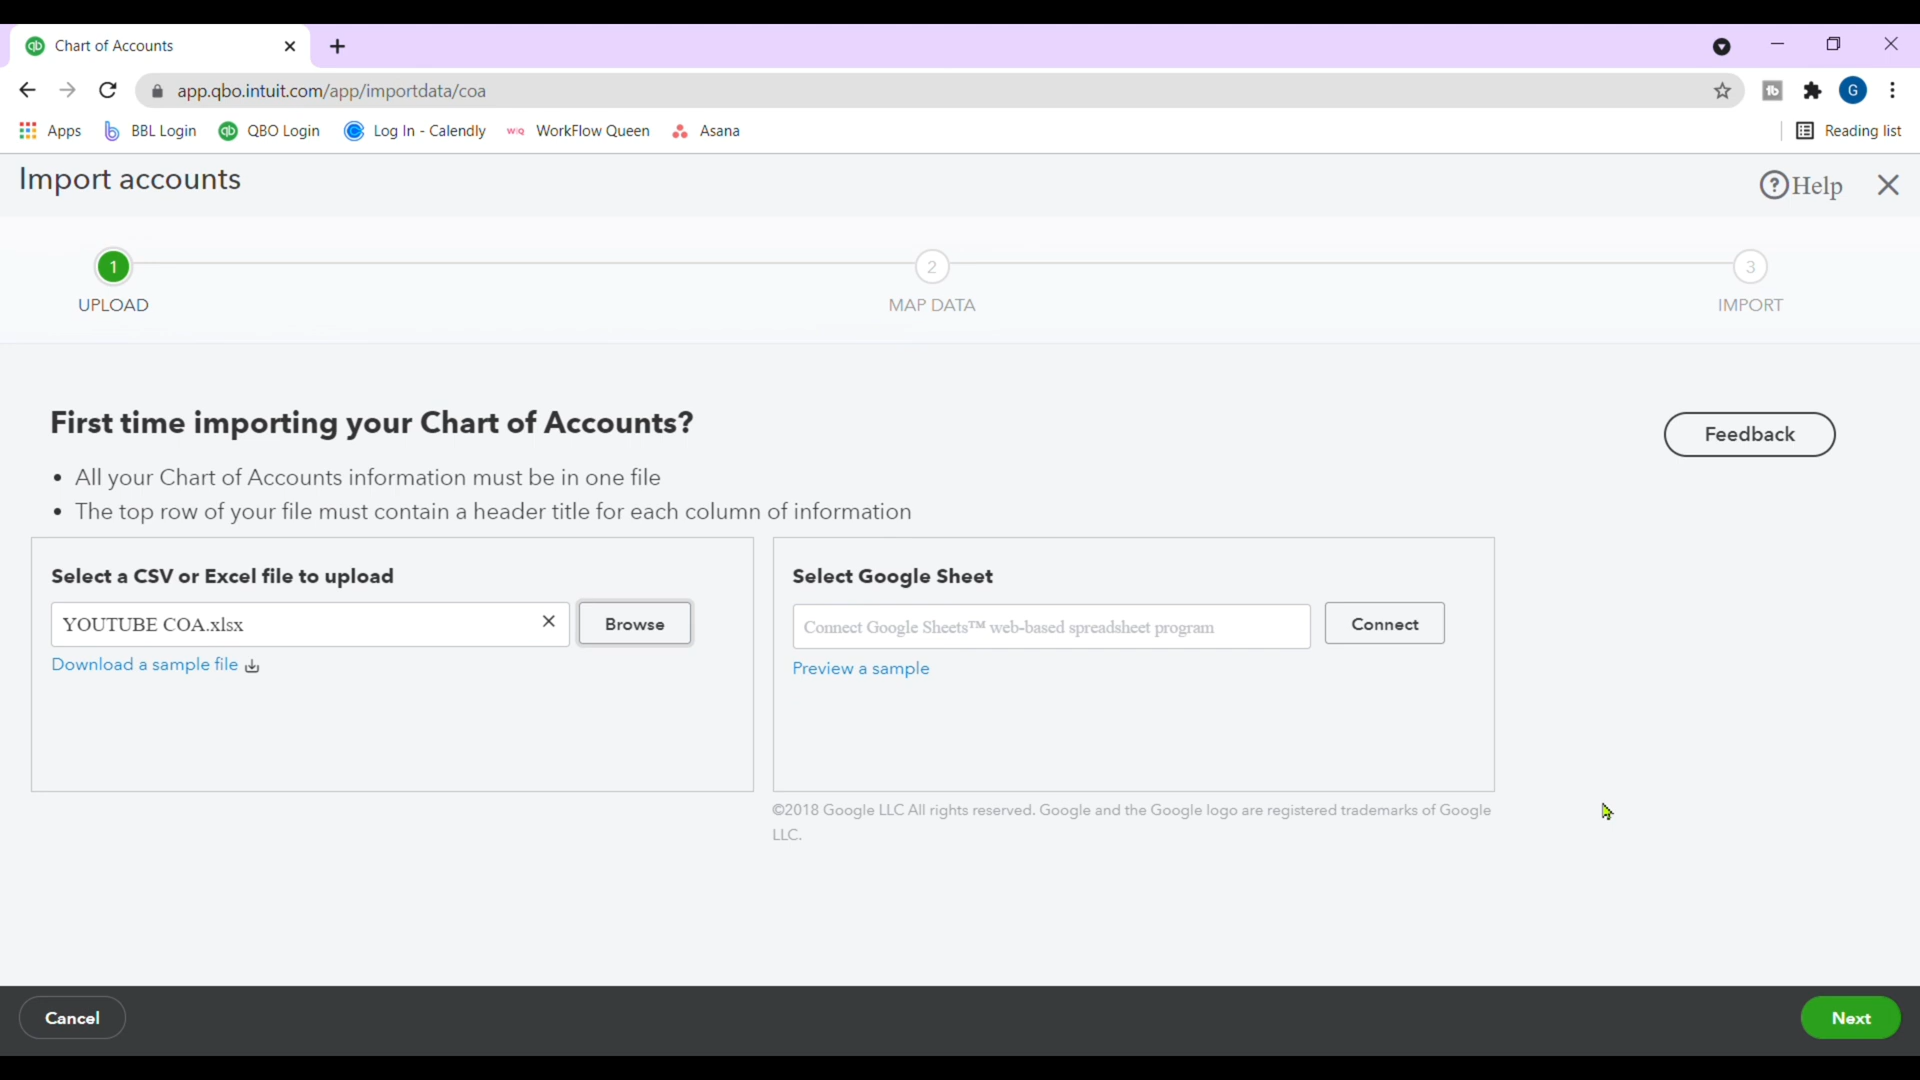 Chart of Accounts
app.qbo.intuit.com/app/importdata/coa
G
Apps BBL Login QBO Login Log In - Calendly WorkFlow Queen Asana Reading list
Import accounts
Help
1 2 3
UPLOAD MAP DATA IMPORT
First time importing your Chart of Accounts?
Feedback
• All your Chart of Accounts information must be in one file
• The top row of your file must contain a header title for each column of information
Select a CSV or Excel file to upload
YOUTUBE COA.xlsx
Browse
Download a sample file
Select Google Sheet
Connect Google Sheets™ web-based spreadsheet program
Connect
Preview a sample
©2018 Google LLC All rights reserved. Google and the Google logo are registered trademarks of Google
LLC.
Cancel Next